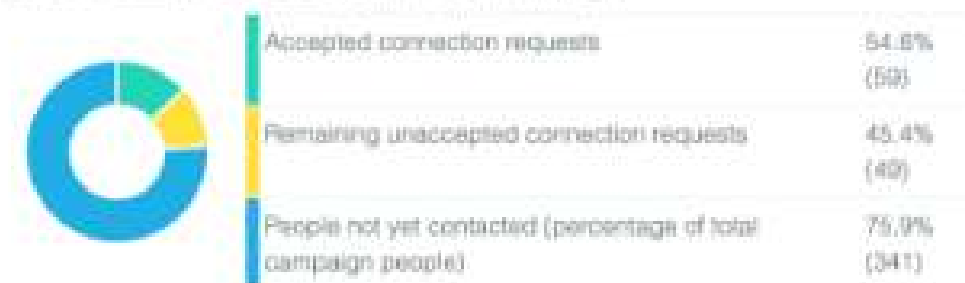 Accepted connection requests 54.6%
(59)
Remaining unaccepted connection requests 45.4%
(49)
People not yet contacted (percentage of total 75.9%
campaign people) (341)